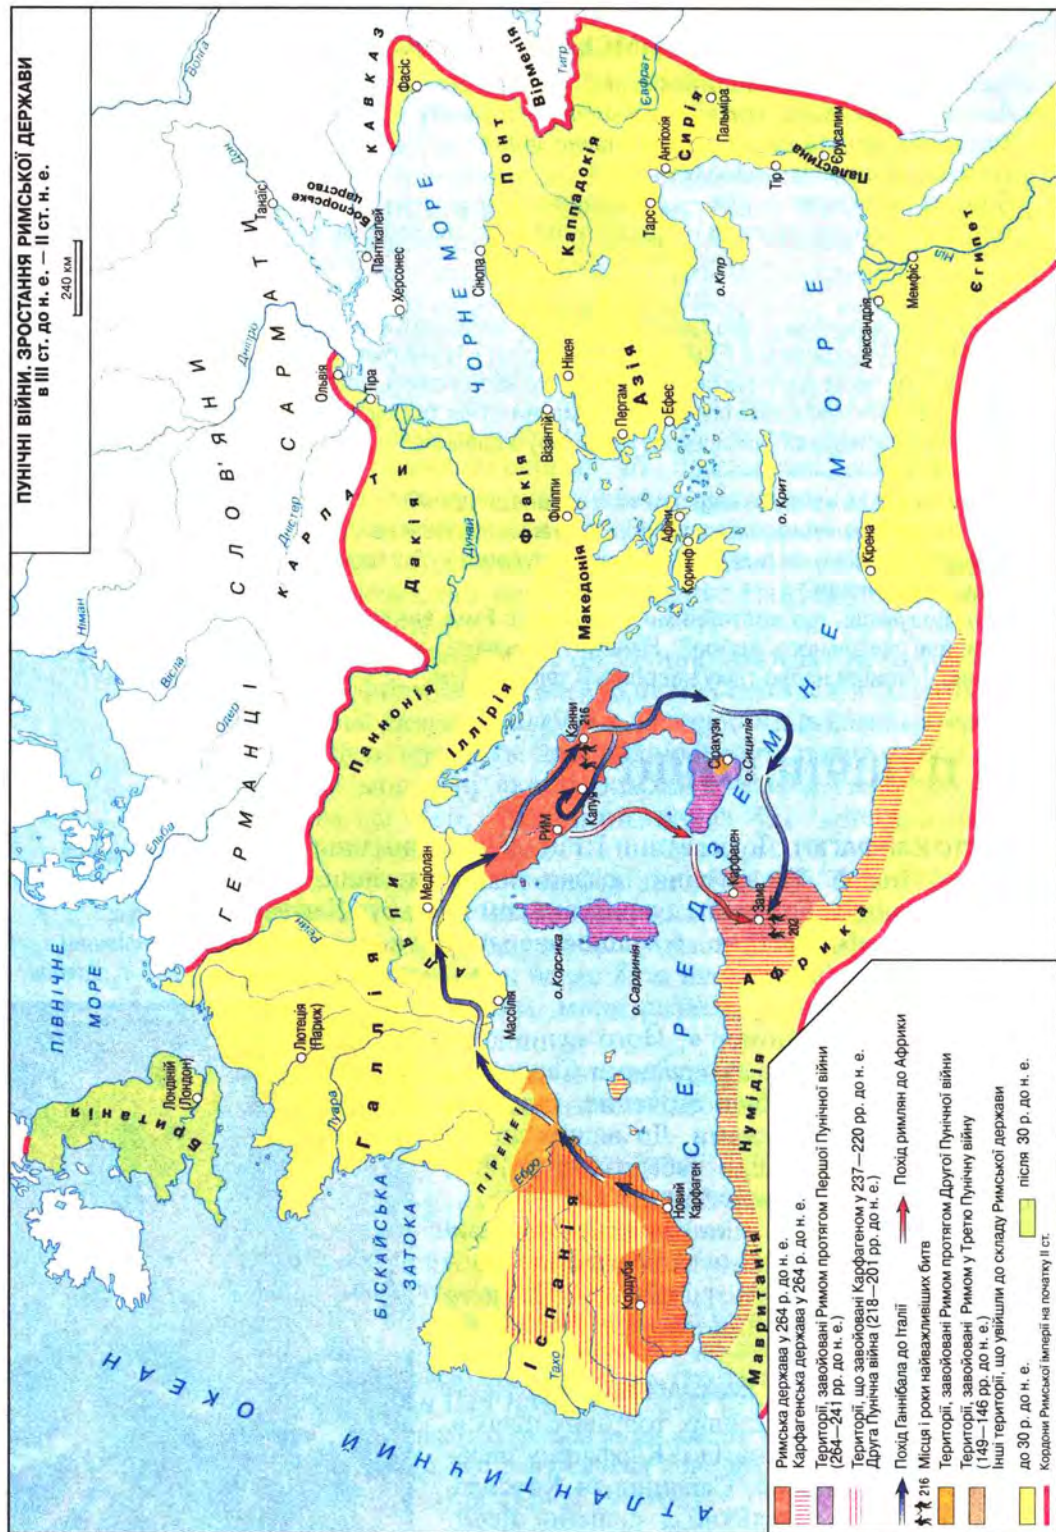 ПУНІЧНІ ВІЙНИ. ЗРОСТАННЯ РИМСЬКОЇ ДЕРЖАВИ
в III ст. до н. е. — II ст. н. е.
240 км
АТЛАНТИЧНИЙ ОКЕАН
ПІВНІЧНЕ
МОРЕ
БІСКАЙСЬКА
ЗАТОКА
Британія
Лондіній
(Лондон)
Лютеція
(Париж)
Луара
Галлія
Рейн
Ельба
Одер
Вісла
Німан
ГЕРМАНЦІ
СЛОВ'ЯНИ
САРМАТИ
КАРПАТИ
Дністер
Дніпро
Дон
Волга
Танаїс
Боспорське
царство
Пантікапей
Херсонес
Ольвія
Тіра
КАВКАЗ
Фасіс
Вірменія
Тигр
Євфрат
ЧОРНЕ МОРЕ
Сінопа
Понт
Каппадокія
Сирія
Антіохія
Пальміра
Тарс
Тір
Єрусалим
Палестина
о.Кіпр
Єгипет
Ніл
Мемфіс
Александрія
Нікея
Візантій
Азія
Пергам
Ефес
Фракія
Філіппи
Афіни
Коринф
о. Крит
Кірена
Дакія
Дунай
Македонія
Іллірія
Паннонія
АЛЬПИ
Медіолан
Массілія
РИМ
Капуя
Канни
216
о.Корсика
о.Сардинія
Сракузи
о.Сицилія
Карфаген
Зама
202
Африка
СЕРЕДЗЕМНЕ МОРЕ
ПІРЕНЕЇ
Ебро
Іспанія
Тахо
Кордуба
Новий
Карфаген
Мавританія
Нумідія
Римська держава у 264 р. до н. е.
Карфагенська держава у 264 р. до н. е.
Території, завойовані Римом протягом Першої Пунічної війни
(264—241 рр. до н. е.)
Території, що завойовані Карфагеном у 237—220 рр. до н. е.
Друга Пунічна війна (218—201 рр. до н. е.)
Похід Ганнібала до Італії
Похід римлян до Африки
216
Місця і роки найважливіших битв
Території, завойовані Римом протягом Другої Пунічної війни
Території, завойовані Римом у Третю Пунічну війну
(149—146 рр. до н. е.)
Інші території, що увійшли до складу Римської держави
до 30 р. до н. е.
після 30 р. до н. е.
Кордони Римської імперії на початку II ст.